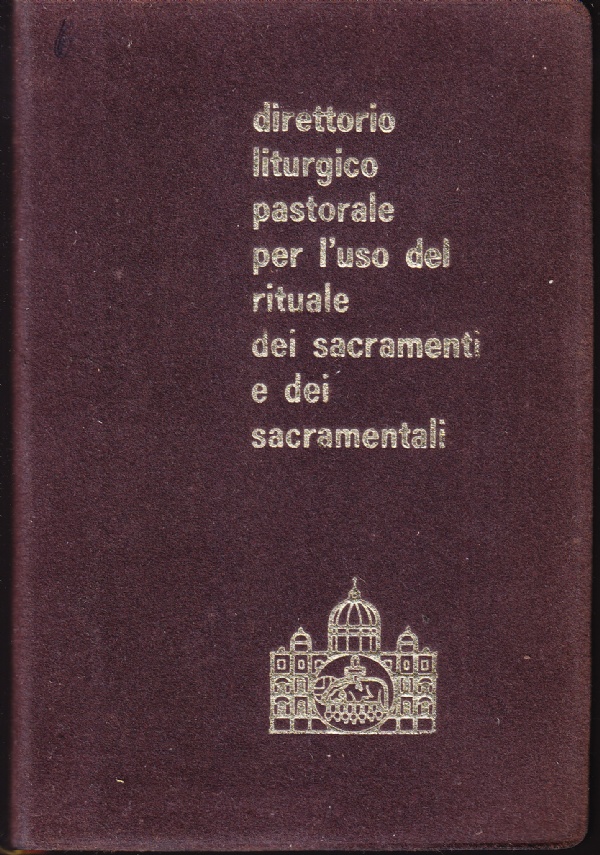 direttorio
liturgico
pastorale
per l'uso del
rituale
dei sacramenti
e dei
sacramentali